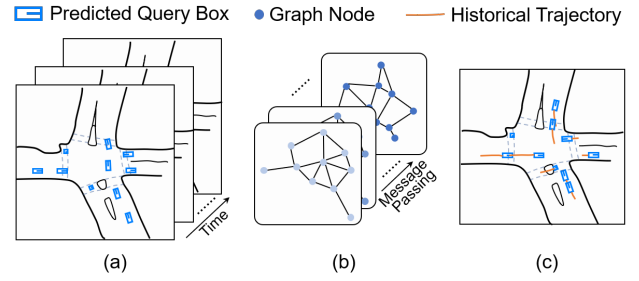 Predicted Query Box Graph Node Historical Trajectory
Time
Message
Passing
(a) (b) (c)